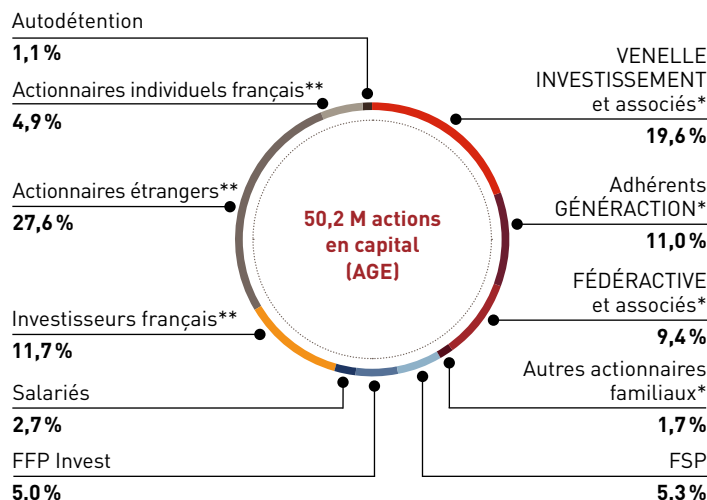 Autodétention
1,1 %
Actionnaires individuels français**
4,9 %
Actionnaires étrangers**
27,6 %
Investisseurs français**
11,7 %
Salariés
2,7 %
FFP Invest
5,0 %
50,2 M actions
en capital
(AGE)
VENELLE
INVESTISSEMENT
et associés*
19,6 %
Adhérents
GÉNÉRACTION*
11,0 %
FÉDÉRACTIVE
et associés*
9,4 %
Autres actionnaires
familiaux*
1,7 %
FSP
5,3 %